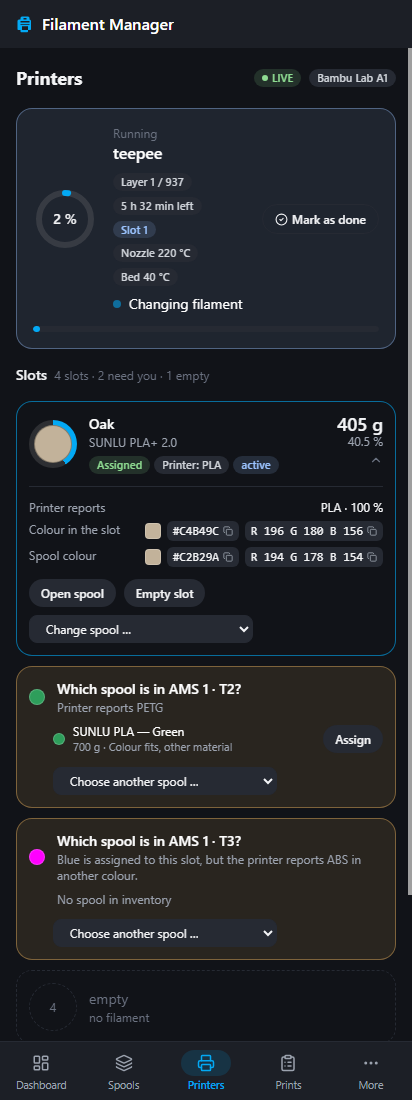 Filament Manager
Printers
LIVE
Bambu Lab A1
Running
teepee
Layer 1 / 937
5 h 32 min left
Slot 1
Nozzle 220 °C
Bed 40 °C
Changing filament
2 %
Mark as done
Slots 4 slots · 2 need you · 1 empty
Oak
SUNLU PLA+ 2.0
Assigned Printer: PLA active
405 g
40.5 %
Printer reports PLA · 100 %
Colour in the slot #C4B49C R 196 G 180 B 156
Spool colour #C2B29A R 194 G 178 B 154
Open spool Empty slot
Change spool ...
Which spool is in AMS 1 · T2?
Printer reports PETG
SUNLU PLA — Green
700 g · Colour fits, other material
Assign
Choose another spool ...
Which spool is in AMS 1 · T3?
Blue is assigned to this slot, but the printer reports ABS in
another colour.
No spool in inventory
Choose another spool ...
4
empty
no filament
Dashboard Spools Printers Prints More